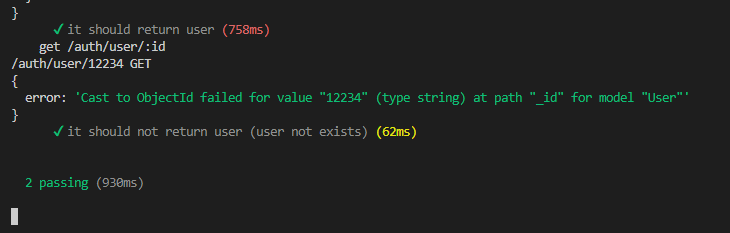 }
✓ it should return user (758ms)
get /auth/user/:id
/auth/user/12234 GET
{
error: 'Cast to ObjectId failed for value "12234" (type string) at path "_id" for model "User"'
}
✓ it should not return user (user not exists) (62ms)
2 passing (930ms)